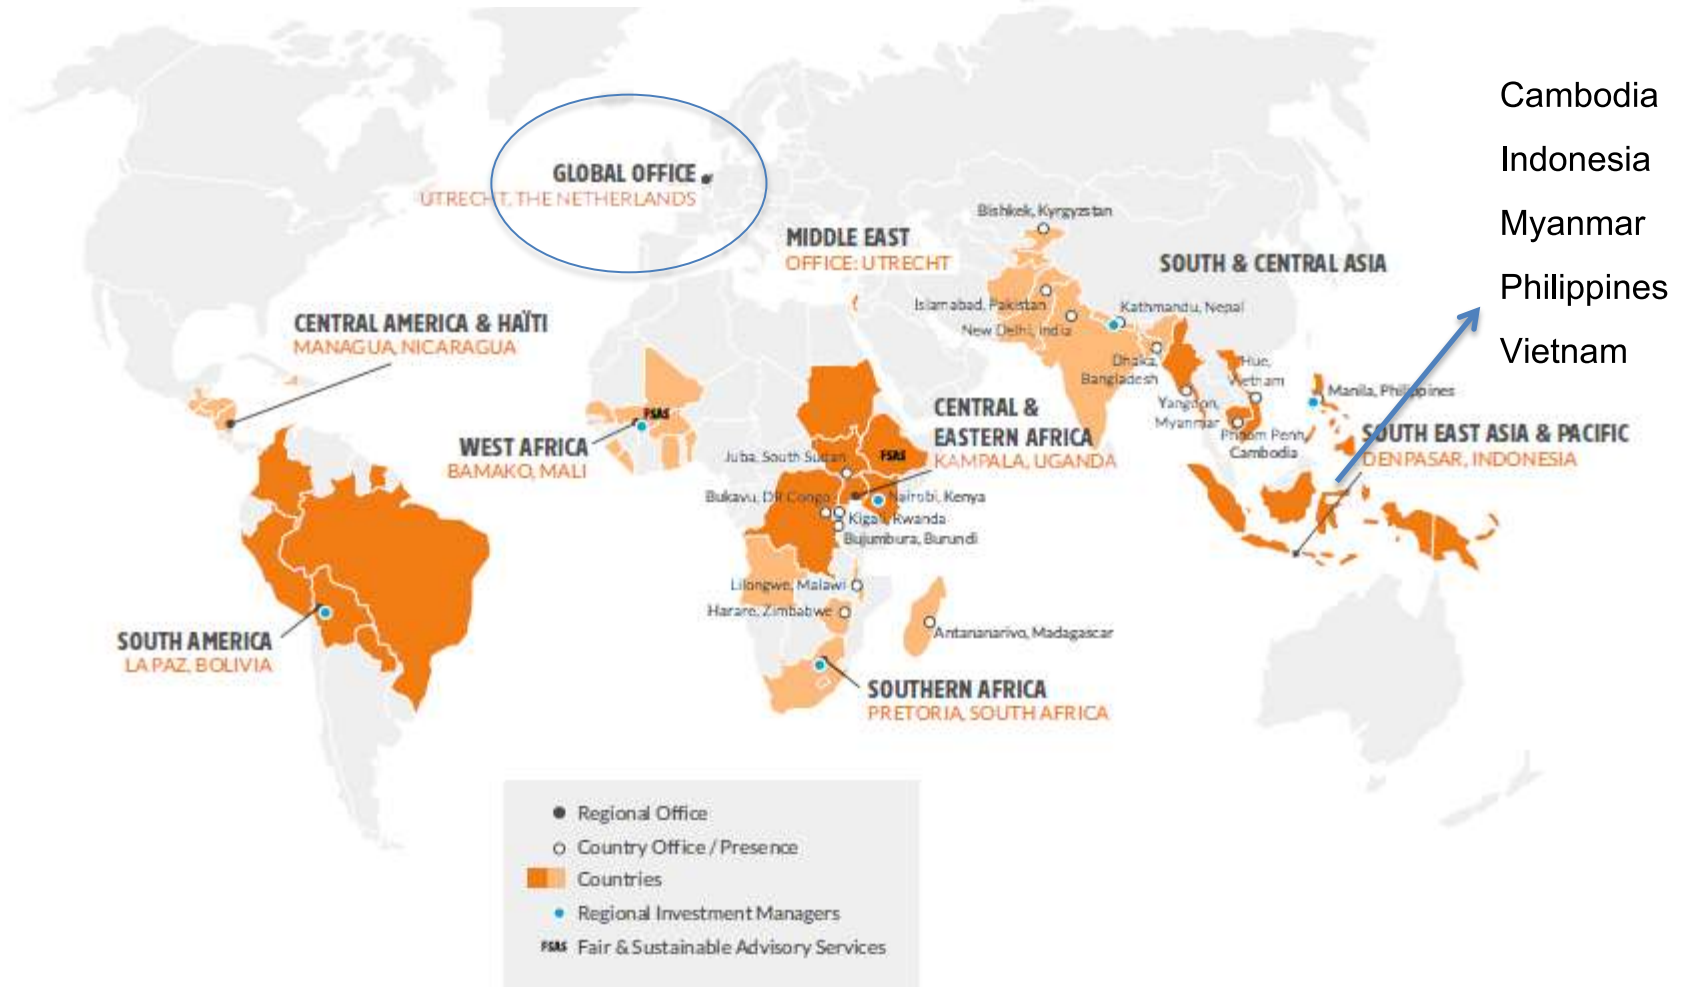 GLOBAL OFFICE
UTRECHT, THE NETHERLANDS
MIDDLE EAST
OFFICE: UTRECHT
Bishkek, Kyrgyzstan
SOUTH & CENTRAL ASIA
Islamabad, Pakistan
Kathmandu, Nepal
New Delhi, India
Dhaka,
Bangladesh
Hue,
Vietnam
Yangon,
Myanmar
Manila, Philippines
Phnom Penh,
Cambodia
SOUTH EAST ASIA & PACIFIC
DENPASAR, INDONESIA
Cambodia
Indonesia
Myanmar
Philippines
Vietnam
CENTRAL AMERICA & HAÏTI
MANAGUA, NICARAGUA
WEST AFRICA
BAMAKO, MALI
FSAS
CENTRAL &
EASTERN AFRICA
KAMPALA, UGANDA
FSAS
Juba, South Sudan
Bukavu, DR Congo
Nairobi, Kenya
Kigali, Rwanda
Bujumbura, Burundi
Lilongwe, Malawi
Harare, Zimbabwe
Antananarivo, Madagascar
SOUTH AMERICA
LA PAZ, BOLIVIA
SOUTHERN AFRICA
PRETORIA, SOUTH AFRICA
Regional Office
Country Office / Presence
Countries
Regional Investment Managers
FSAS Fair & Sustainable Advisory Services